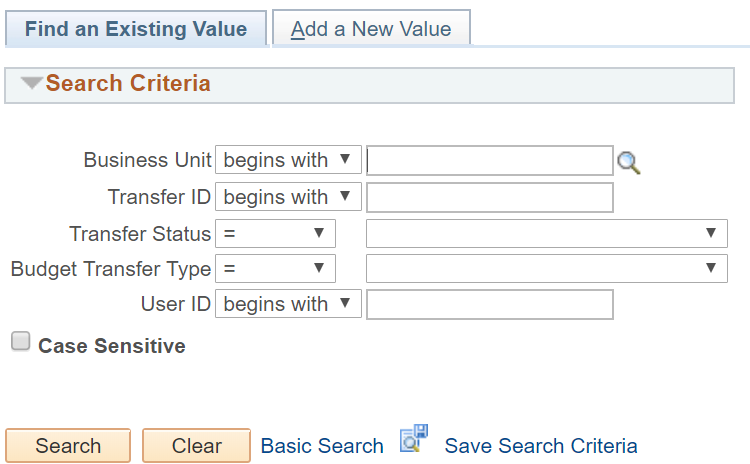 Find an Existing Value Add a New Value
Search Criteria
Business Unit begins with
Transfer ID begins with
Transfer Status =
Budget Transfer Type =
User ID begins with
Case Sensitive
Search Clear Basic Search Save Search Criteria